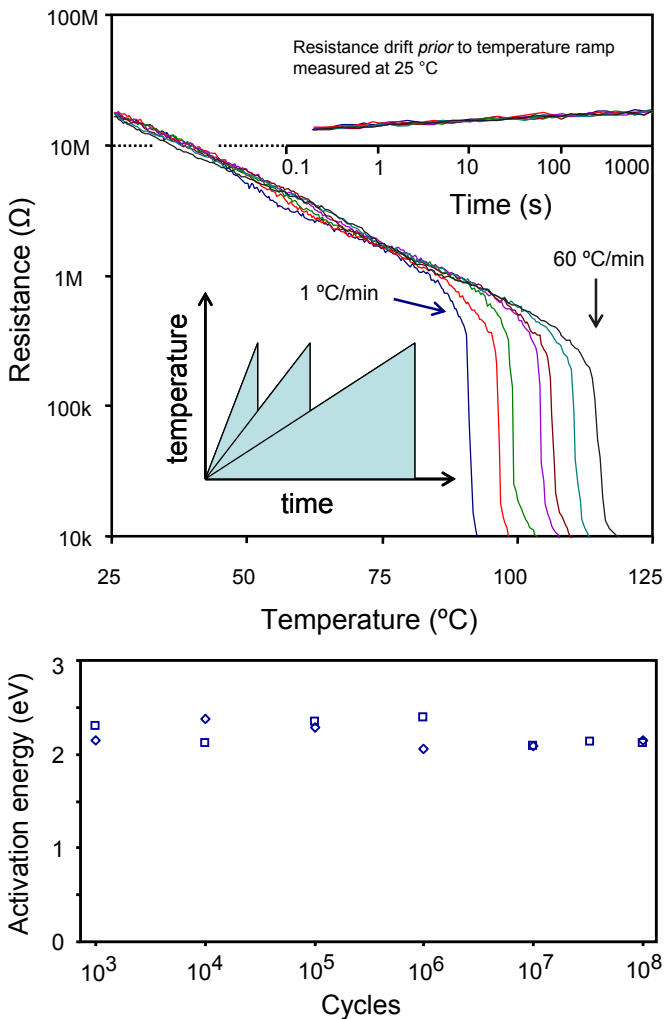 100M
Resistance drift prior to temperature ramp
measured at 25 °C
10M
0.1 1 10 100 1000
Time (s)
60 ºC/min
1M
1 ºC/min
Resistance (Ω)
temperature
100k
time
10k
25 50 75 100 125
Temperature (ºC)
3
2
1
0
Activation energy (eV)
10³ 10⁴ 10⁵ 10⁶ 10⁷ 10⁸
Cycles